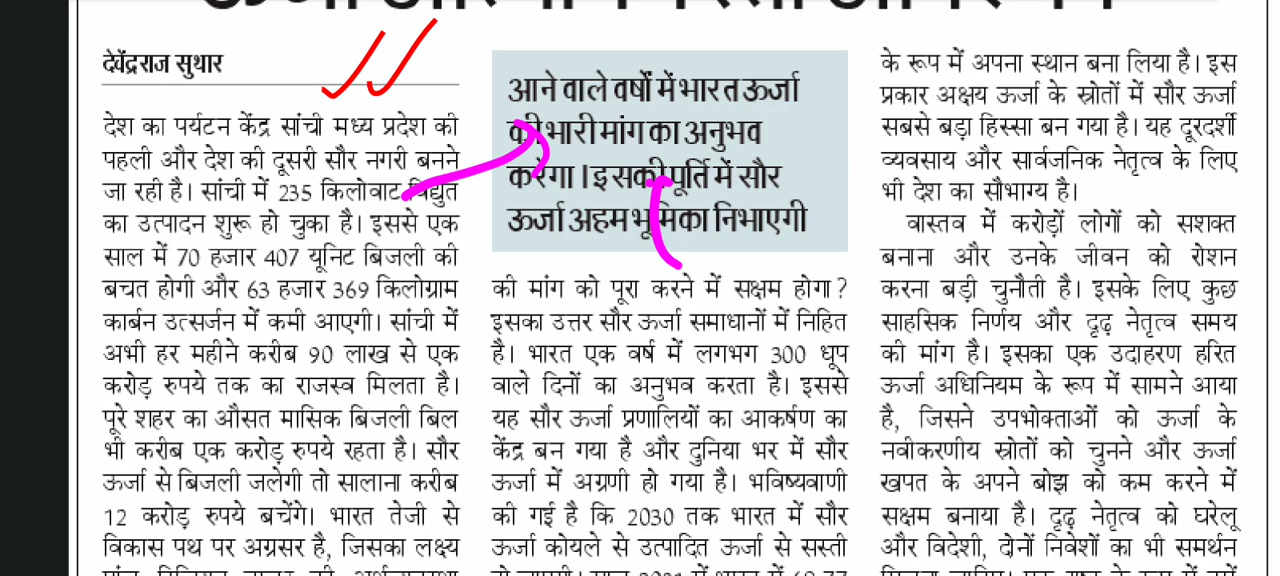 देवेंद्रराज सुथार
देश का पर्यटन केंद्र सांची मध्य प्रदेश की
पहली और देश की दूसरी सौर नगरी बनने
जा रही है। सांची में 235 किलोवाट विद्युत
का उत्पादन शुरू हो चुका है। इससे एक
साल में 70 हजार 407 यूनिट बिजली की
बचत होगी और 63 हजार 369 किलोग्राम
कार्बन उत्सर्जन में कमी आएगी। सांची में
अभी हर महीने करीब 90 लाख से एक
करोड़ रुपये तक का राजस्व मिलता है।
पूरे शहर का औसत मासिक बिजली बिल
भी करीब एक करोड़ रुपये रहता है। सौर
ऊर्जा से बिजली जलेगी तो सालाना करीब
12 करोड़ रुपये बचेंगे। भारत तेजी से
विकास पथ पर अग्रसर है, जिसका लक्ष्य
आने वाले वर्षों में भारत ऊर्जा
की भारी मांग का अनुभव
करेगा। इसकी पूर्ति में सौर
ऊर्जा अहम भूमिका निभाएगी
की मांग को पूरा करने में सक्षम होगा?
इसका उत्तर सौर ऊर्जा समाधानों में निहित
है। भारत एक वर्ष में लगभग 300 धूप
वाले दिनों का अनुभव करता है। इससे
यह सौर ऊर्जा प्रणालियों का आकर्षण का
केंद्र बन गया है और दुनिया भर में सौर
ऊर्जा में अग्रणी हो गया है। भविष्यवाणी
की गई है कि 2030 तक भारत में सौर
ऊर्जा कोयले से उत्पादित ऊर्जा से सस्ती
के रूप में अपना स्थान बना लिया है। इस
प्रकार अक्षय ऊर्जा के स्रोतों में सौर ऊर्जा
सबसे बड़ा हिस्सा बन गया है। यह दूरदर्शी
व्यवसाय और सार्वजनिक नेतृत्व के लिए
भी देश का सौभाग्य है।
वास्तव में करोड़ों लोगों को सशक्त
बनाना और उनके जीवन को रोशन
करना बड़ी चुनौती है। इसके लिए कुछ
साहसिक निर्णय और दृढ़ नेतृत्व समय
की मांग है। इसका एक उदाहरण हरित
ऊर्जा अधिनियम के रूप में सामने आया
है, जिसने उपभोक्ताओं को ऊर्जा के
नवीकरणीय स्रोतों को चुनने और ऊर्जा
खपत के अपने बोझ को कम करने में
सक्षम बनाया है। दृढ़ नेतृत्व को घरेलू
और विदेशी, दोनों निवेशों का भी समर्थन